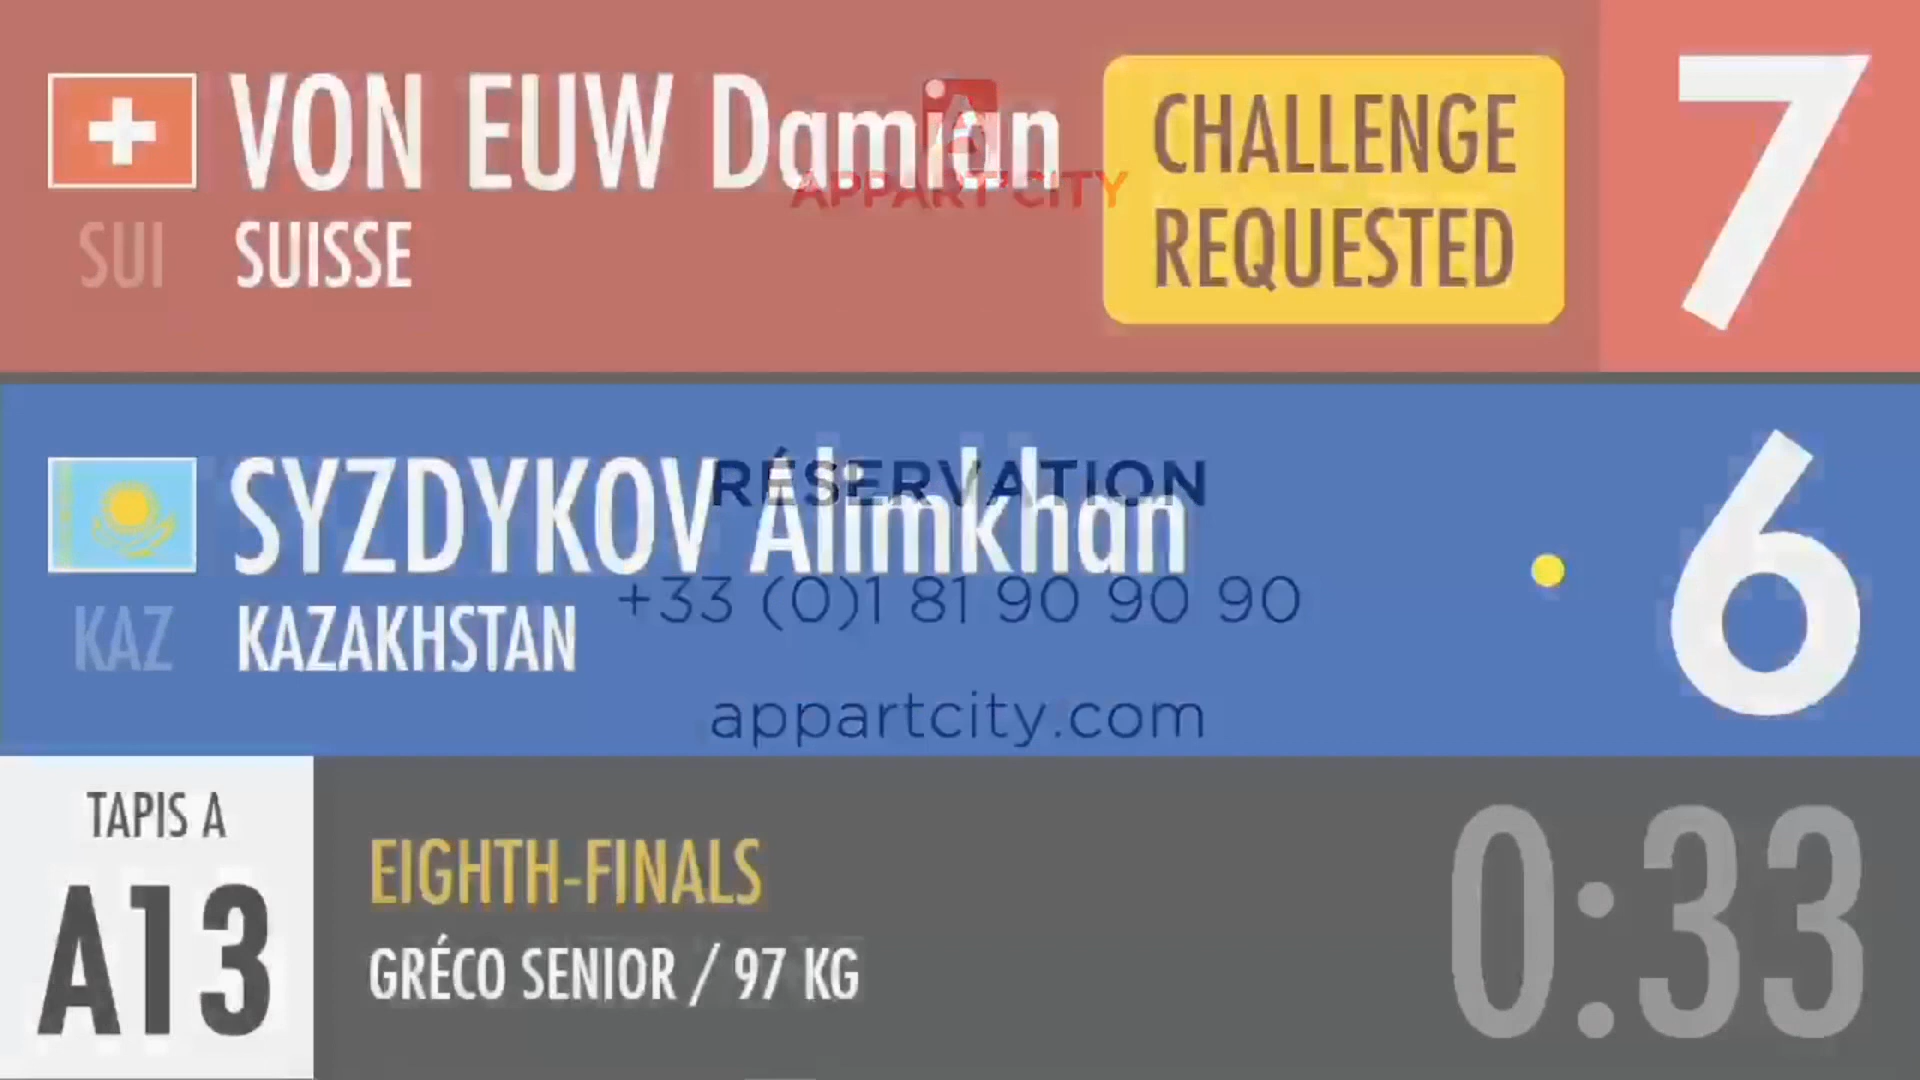 VON EUW Damian
APPART'CITY
SUI
SUISSE
CHALLENGE
REQUESTED
7
SYZDYKOV Alimkhan
RÉSERVATION
+33 (0)1 81 90 90 90
KAZ
KAZAKHSTAN
6
appartcity.com
TAPIS A
A13
EIGHTH-FINALS
GRÉCO SENIOR / 97 KG
0:33